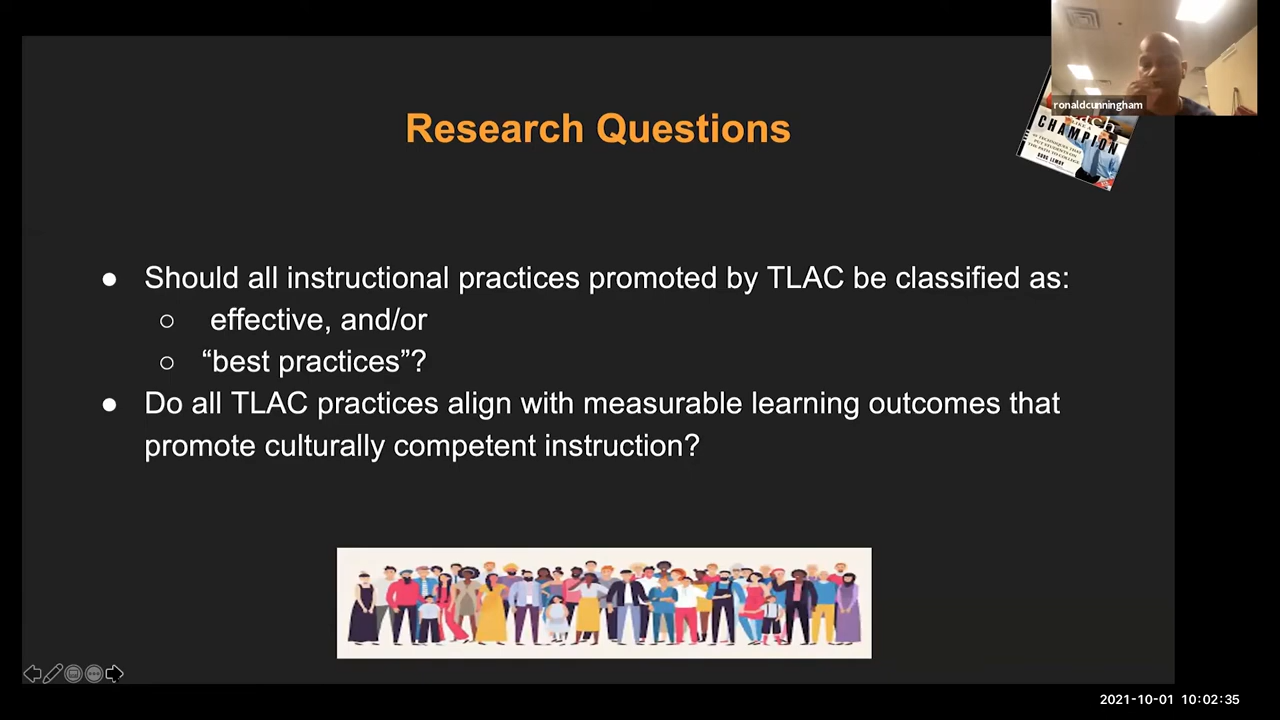 ronaldcunningham
CHAMPION
Research Questions
● Should all instructional practices promoted by TLAC be classified as:
○ effective, and/or
○ “best practices”?
● Do all TLAC practices align with measurable learning outcomes that
promote culturally competent instruction?
2021-10-01 10:02:35